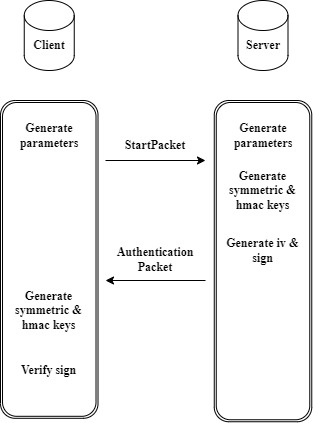 Client
Server
Generate
parameters
Generate
parameters
StartPacket
Generate
symmetric &
hmac keys
Generate iv &
sign
Authentication
Packet
Generate
symmetric &
hmac keys
Verify sign